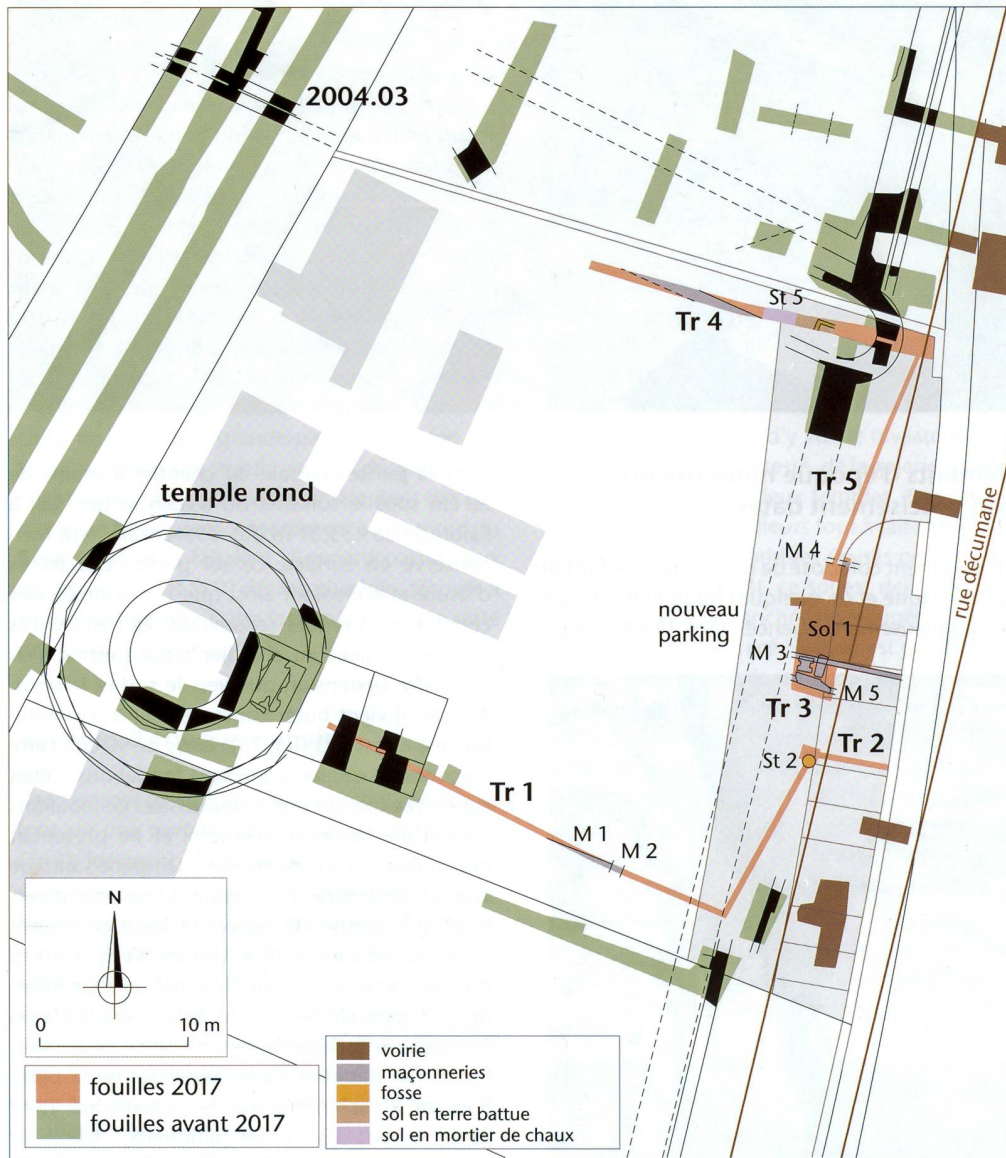 2004.03
St 5
Tr 4
Tr 5
temple rond
M 4
rue décumane
nouveau
parking
Sol 1
M 3
M 5
Tr 3
Tr 2
St 2
Tr 1
M 1
M 2
N
0 10 m
fouilles 2017
fouilles avant 2017
voirie
maçonneries
fosse
sol en terre battue
sol en mortier de chaux